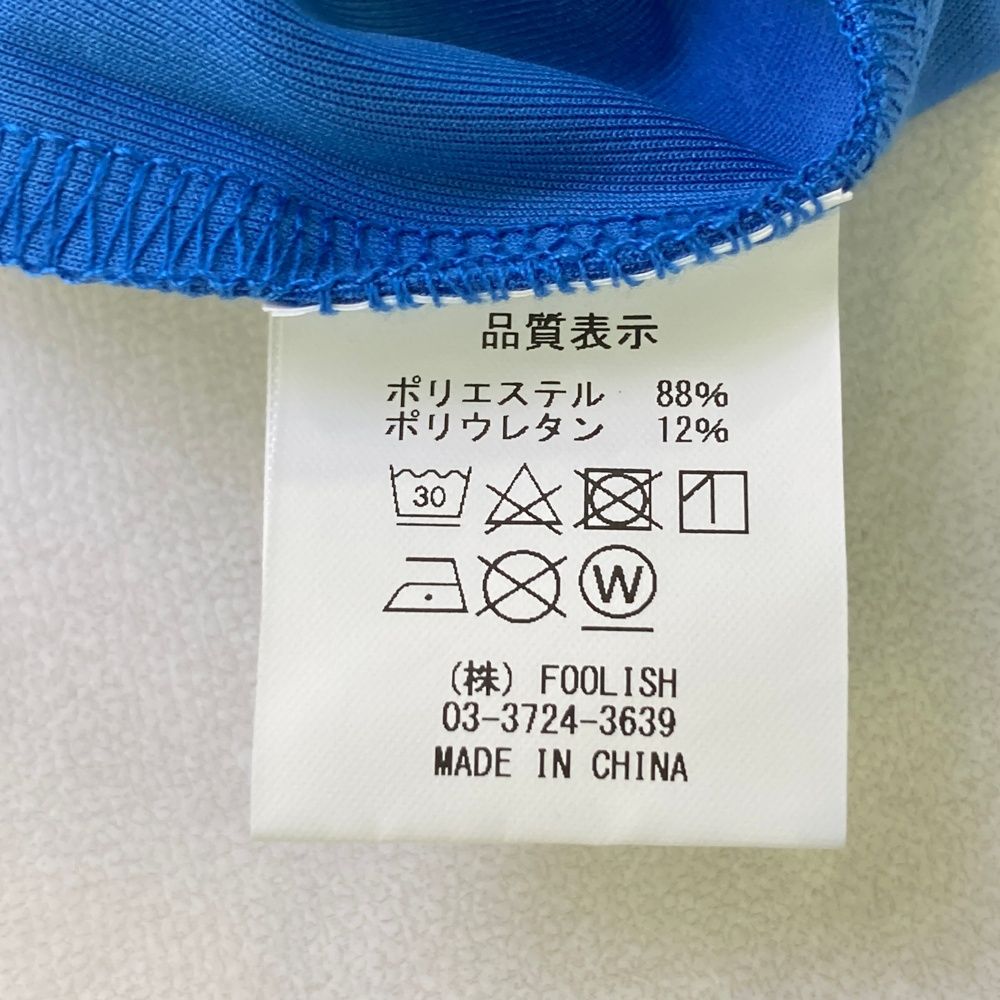 品質表示
ポリエステル 88%
ポリウレタン 12%
30
W
(株) FOOLISH
03-3724-3639
MADE IN CHINA